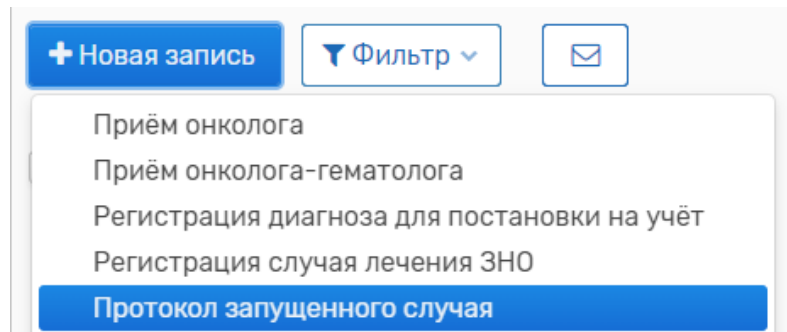 Новая запись Фильтр
Приём онколога
Приём онколога-гематолога
Регистрация диагноза для постановки на учёт
Регистрация случая лечения ЗНО
Протокол запущенного случая